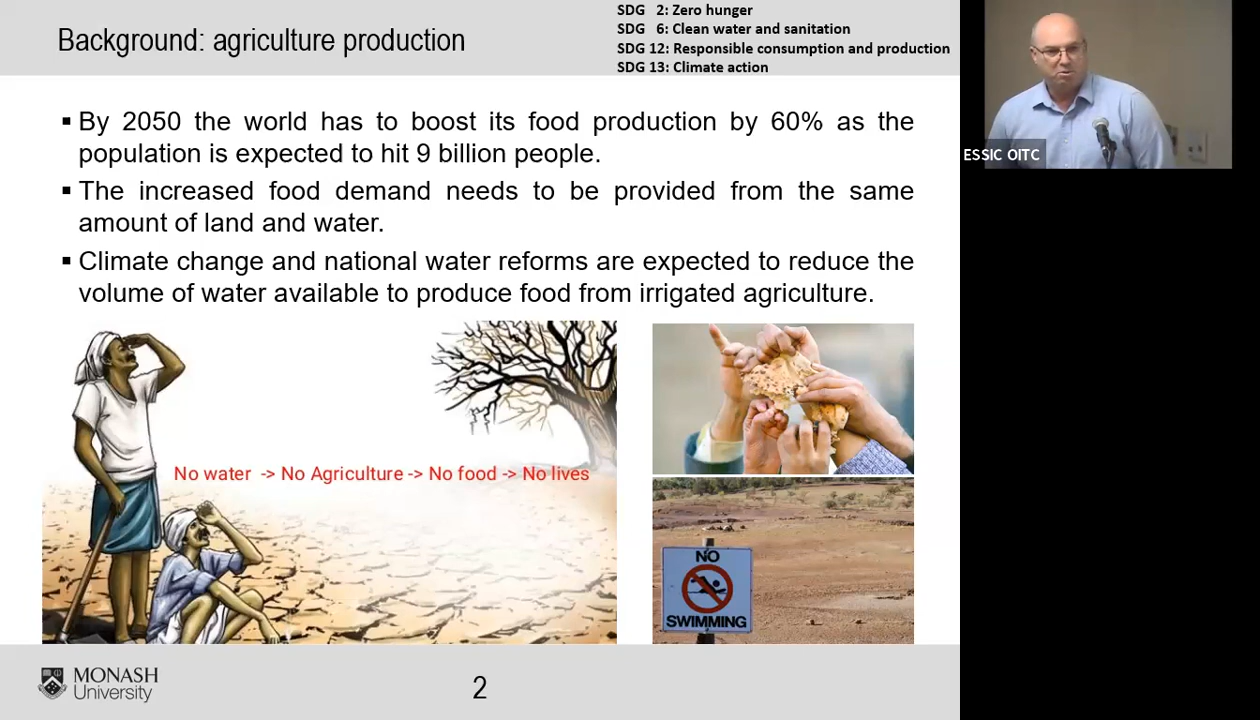 Background: agriculture production
SDG 2: Zero hunger
SDG 6: Clean water and sanitation
SDG 12: Responsible consumption and production
SDG 13: Climate action
▪ By 2050 the world has to boost its food production by 60% as the
population is expected to hit 9 billion people.
▪ The increased food demand needs to be provided from the same
amount of land and water.
▪ Climate change and national water reforms are expected to reduce the
volume of water available to produce food from irrigated agriculture.
No water -> No Agriculture -> No food -> No lives
NO
SWIMMING
MONASH
University
2
ESSIC OITC